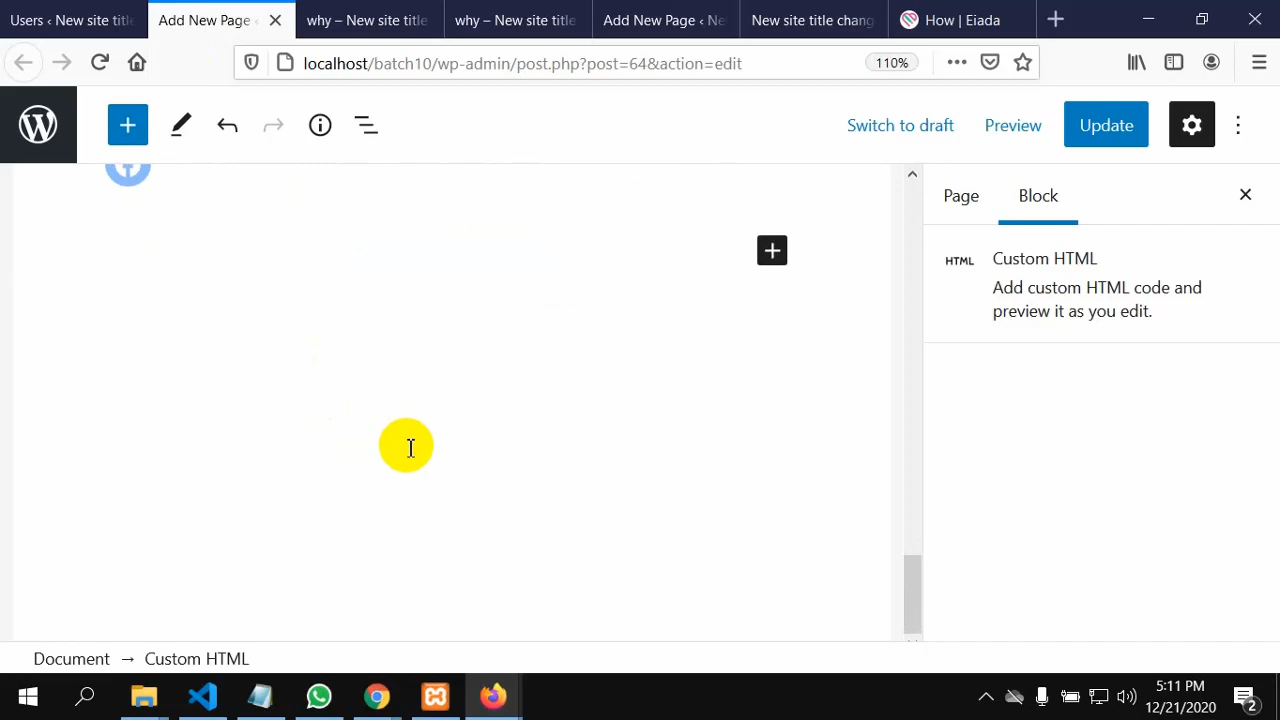 Users ‹ New site titl
Add New Page ‹
why – New site title
why – New site title
Add New Page ‹ Ne
New site title chang
How | Eiada
localhost/batch10/wp-admin/post.php?post=64&action=edit
110%
Switch to draft
Preview
Update
Page
Block
HTML
Custom HTML
Add custom HTML code and
preview it as you edit.
Document → Custom HTML
5:11 PM
12/21/2020
2